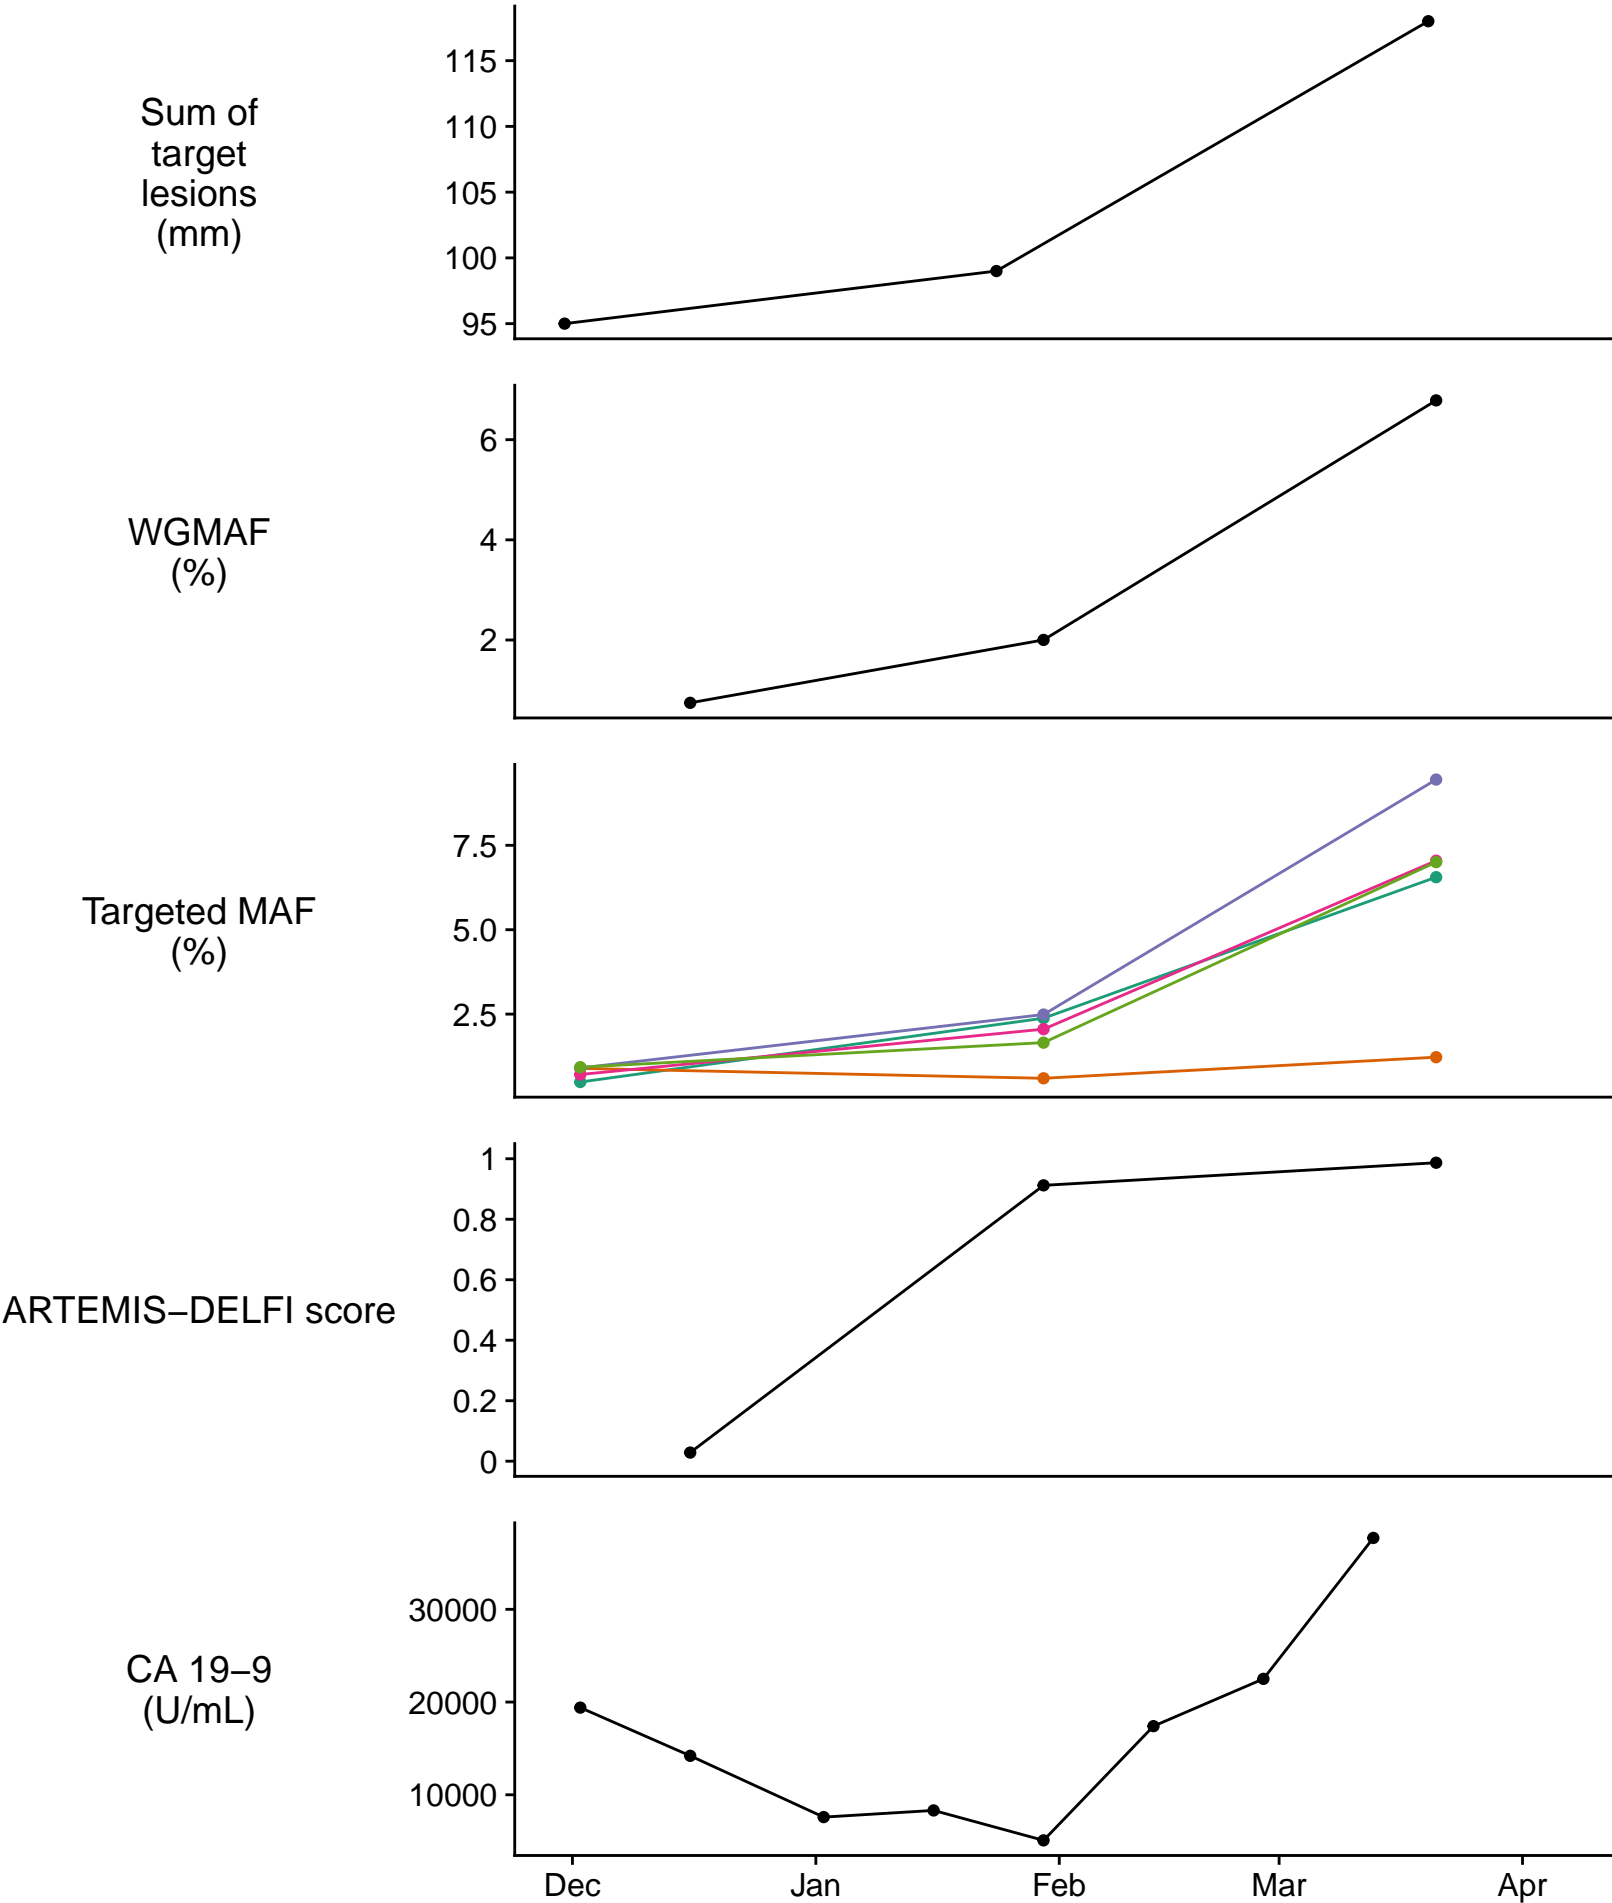 Sum of
target
lesions
(mm)
115
110
105
100
95
WGMAF
(%)
6
4
2
Targeted MAF
(%)
7.5
5.0
2.5
ARTEMIS−DELFI score
1
0.8
0.6
0.4
0.2
0
CA 19−9
(U/mL)
30000
20000
10000
Dec Jan Feb Mar Apr